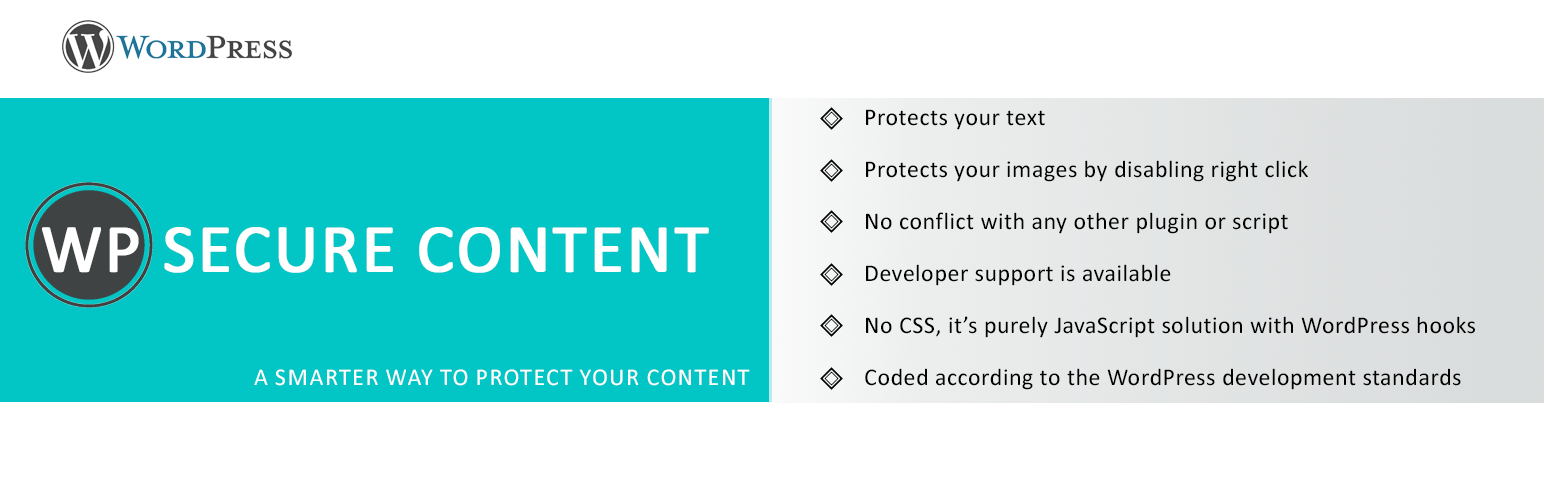 WORDPRESS
WP SECURE CONTENT
A SMARTER WAY TO PROTECT YOUR CONTENT
Protects your text
Protects your images by disabling right click
No conflict with any other plugin or script
Developer support is available
No CSS, it’s purely JavaScript solution with WordPress hooks
Coded according to the WordPress development standards